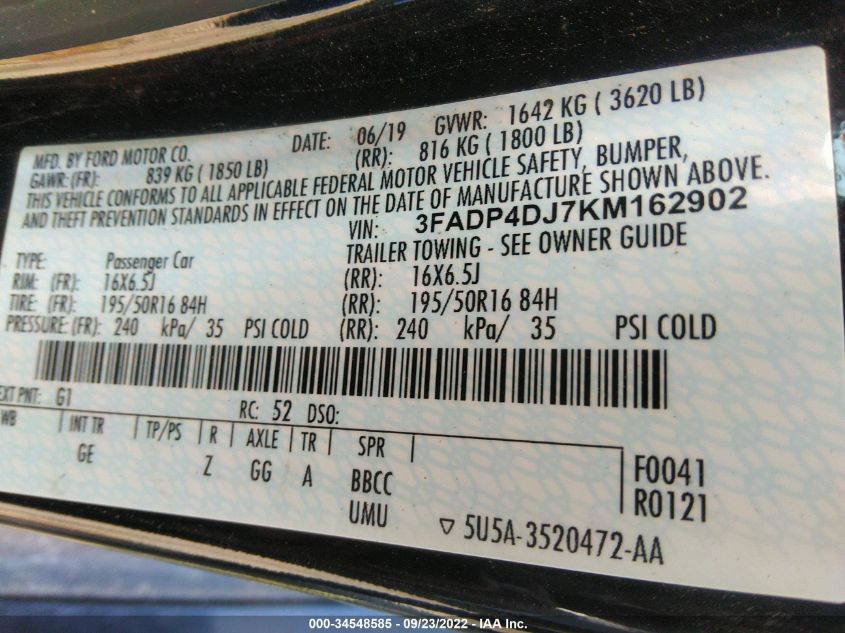 MFD. BY FORD MOTOR CO. DATE: 06/19 GVWR: 1642 KG ( 3620 LB)
GAWR: (FR): 839 KG ( 1850 LB) (RR): 816 KG ( 1800 LB)
THIS VEHICLE CONFORMS TO ALL APPLICABLE FEDERAL MOTOR VEHICLE SAFETY, BUMPER,
AND THEFT PREVENTION STANDARDS IN EFFECT ON THE DATE OF MANUFACTURE SHOWN ABOVE.
VIN: 3FADP4DJ7KM162902
TRAILER TOWING - SEE OWNER GUIDE
TYPE: Passenger Car
RIM: (FR): 16X6.5J (RR): 16X6.5J
TIRE: (FR): 195/50R16 84H (RR): 195/50R16 84H
PRESSURE: (FR): 240 kPa/ 35 PSI COLD (RR): 240 kPa/ 35 PSI COLD
EXT PNT: G1 RC: 52 DSO:
WB INT TR TP/PS R AXLE TR SPR
GE Z GG A BBCC F0041
UMU R0121
5U5A-3520472-AA
000-34548585 - 09/23/2022 - IAA Inc.